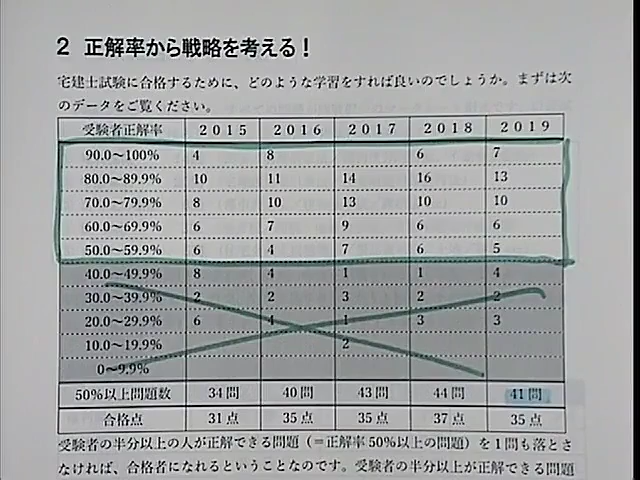 2 正解率から戦略を考える！
宅建士試験に合格するために、どのような学習をすれば良いのでしょうか。まずは次
のデータをご覧ください。
受験者正解率 2015 2016 2017 2018 2019
90.0～100% 4 8 6 7
80.0～89.9% 10 11 14 16 13
70.0～79.9% 8 10 13 10 10
60.0～69.9% 6 7 9 6 6
50.0～59.9% 6 4 7 6 5
40.0～49.9% 8 4 1 1 4
30.0～39.9% 2 2 3 2 2
20.0～29.9% 6 4 1 3 3
10.0～19.9% 2
0～9.9%
50%以上問題数 34問 40問 43問 44問 41問
合格点 31点 35点 35点 37点 35点
受験者の半分以上の人が正解できる問題（＝正解率50%以上の問題）を1問も落とさ
なければ、合格者になれるということなのです。受験者の半分以上が正解できる問題